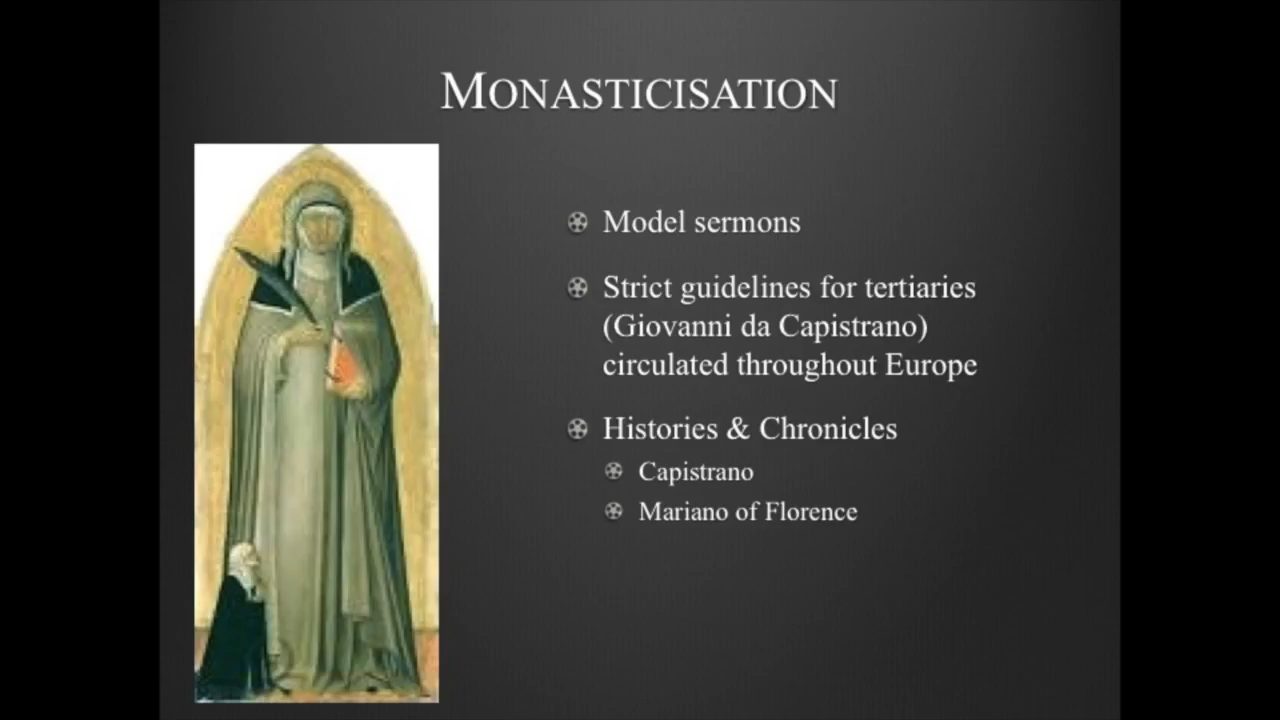 MONASTICISATION
Model sermons
Strict guidelines for tertiaries
(Giovanni da Capistrano)
circulated throughout Europe
Histories & Chronicles
Capistrano
Mariano of Florence